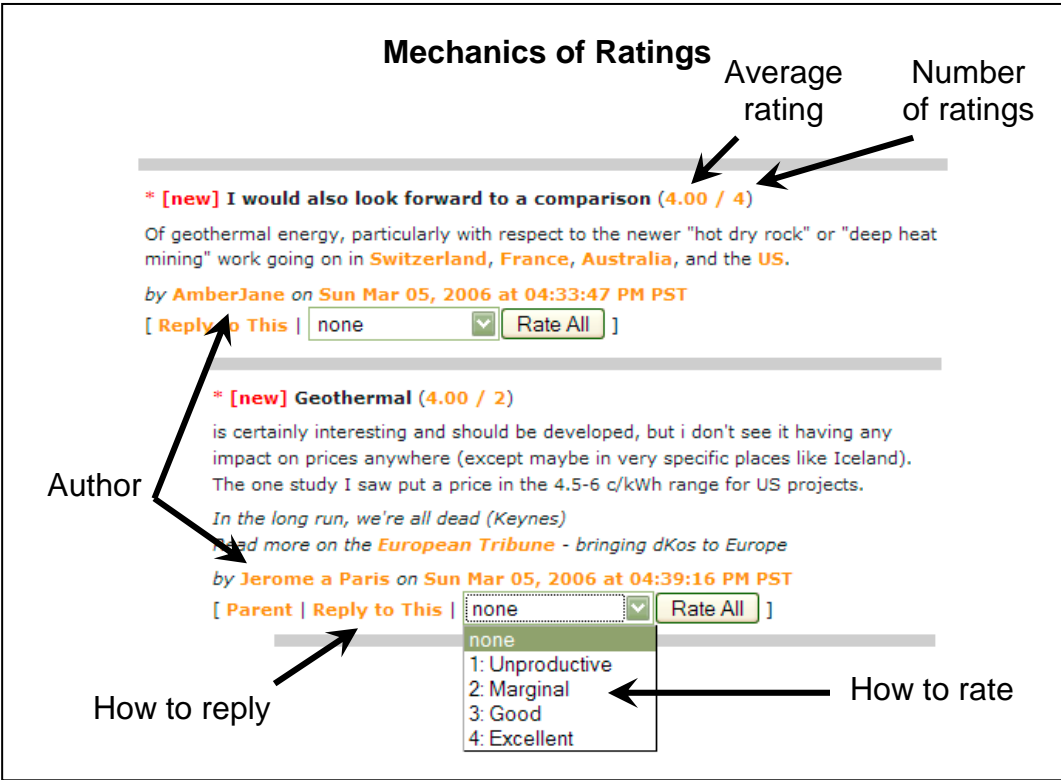 Mechanics of Ratings
Average
rating
Number
of ratings
* [new] I would also look forward to a comparison (4.00 / 4)
Of geothermal energy, particularly with respect to the newer "hot dry rock" or "deep heat
mining" work going on in Switzerland, France, Australia, and the US.
by AmberJane on Sun Mar 05, 2006 at 04:33:47 PM PST
[ Reply to This | none Rate All ]
* [new] Geothermal (4.00 / 2)
is certainly interesting and should be developed, but i don't see it having any
impact on prices anywhere (except maybe in very specific places like Iceland).
The one study I saw put a price in the 4.5-6 c/kWh range for US projects.
Author
In the long run, we're all dead (Keynes)
Read more on the European Tribune - bringing dKos to Europe
by Jerome a Paris on Sun Mar 05, 2006 at 04:39:16 PM PST
[ Parent | Reply to This | none Rate All ]
none
1: Unproductive
2: Marginal
3: Good
4: Excellent
How to reply
How to rate